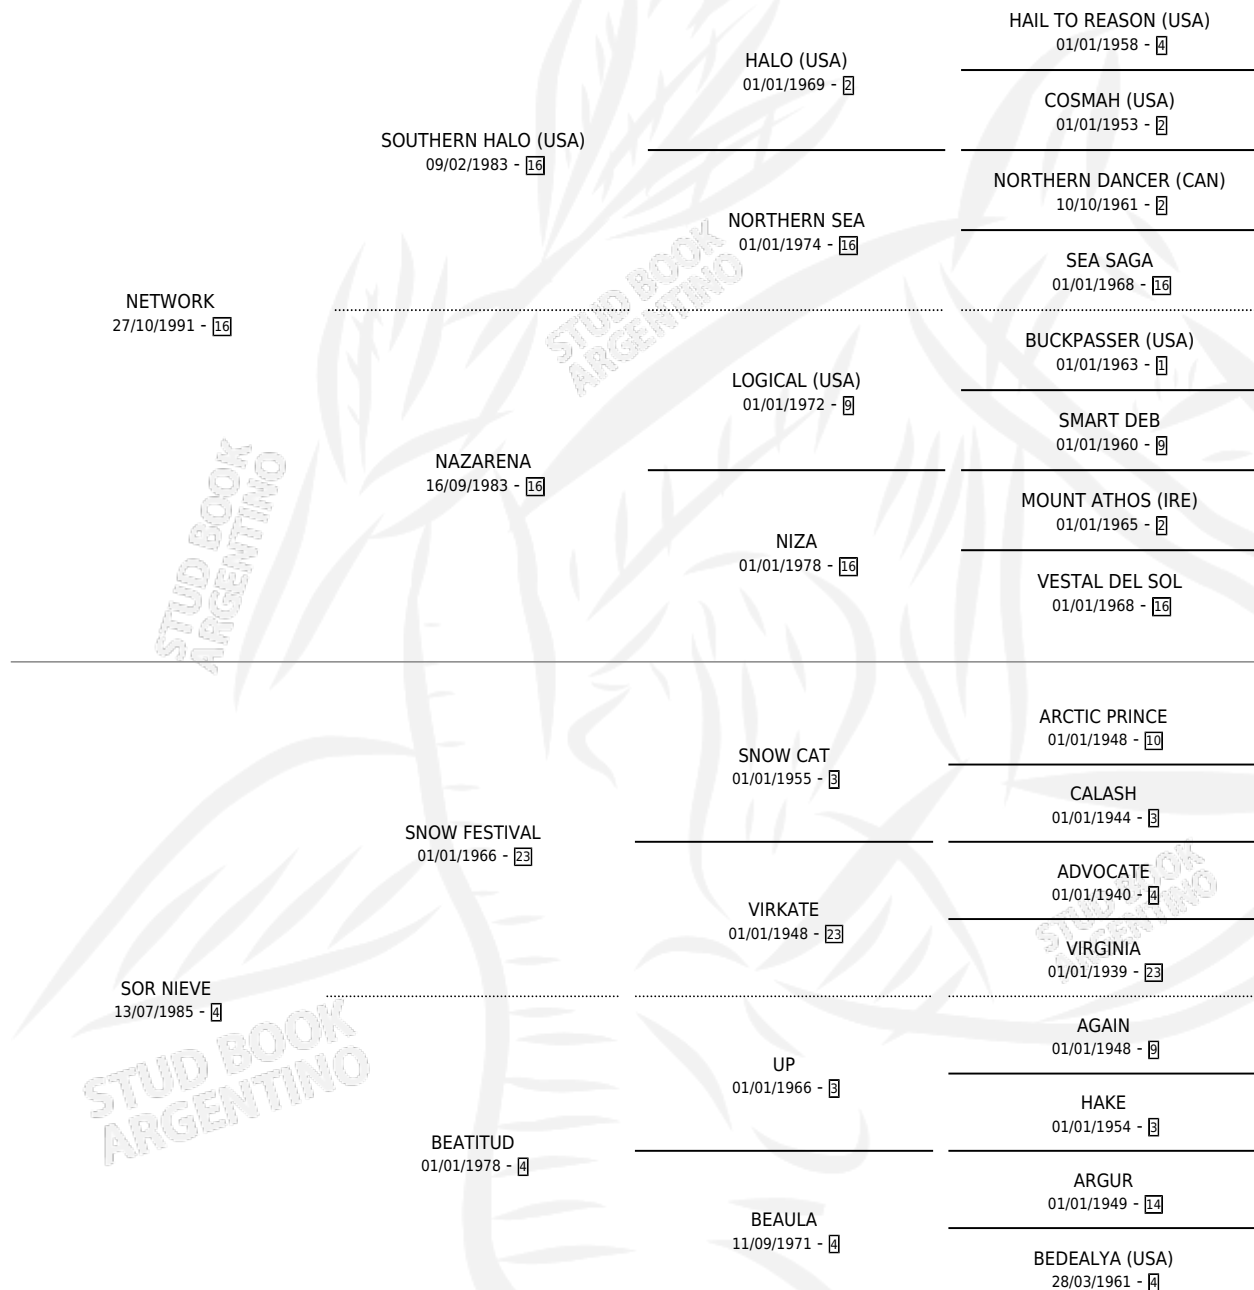 HAIL TO REASON (USA)
01/01/1958 - 4
HALO (USA)
01/01/1969 - 2
COSMAH (USA)
01/01/1953 - 2
SOUTHERN HALO (USA)
09/02/1983 - 16
NORTHERN DANCER (CAN)
10/10/1961 - 2
NORTHERN SEA
01/01/1974 - 16
SEA SAGA
01/01/1968 - 16
NETWORK
27/10/1991 - 16
STUD BOOK
ARGENTINO
BUCKPASSER (USA)
01/01/1963 - 1
LOGICAL (USA)
01/01/1972 - 9
SMART DEB
01/01/1960 - 9
NAZARENA
16/09/1983 - 16
MOUNT ATHOS (IRE)
01/01/1965 - 2
NIZA
01/01/1978 - 16
VESTAL DEL SOL
01/01/1968 - 16
STUD BOOK
ARGENTINO
ARCTIC PRINCE
01/01/1948 - 10
SNOW CAT
01/01/1955 - 3
CALASH
01/01/1944 - 3
SNOW FESTIVAL
01/01/1966 - 23
ADVOCATE
01/01/1940 - 4
VIRKATE
01/01/1948 - 23
VIRGINIA
01/01/1939 - 23
STUD BOOK
ARGENTINO
SOR NIEVE
13/07/1985 - 4
STUD BOOK
ARGENTINO
AGAIN
01/01/1948 - 9
UP
01/01/1966 - 3
HAKE
01/01/1954 - 3
BEATITUD
01/01/1978 - 4
ARGUR
01/01/1949 - 14
BEAULA
11/09/1971 - 4
BEDEALYA (USA)
28/03/1961 - 4